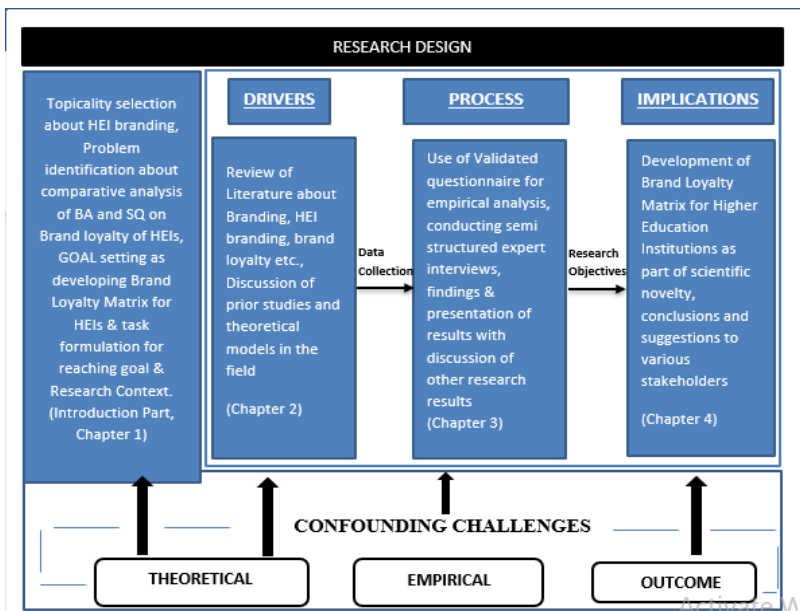 RESEARCH DESIGN
Topicality selection
about HEI branding,
Problem
identification about
comparative analysis
of BA and SQ on
Brand loyalty of HEIs,
GOAL setting as
developing Brand
Loyalty Matrix for
HEIs & task
formulation for
reaching goal &
Research Context.
(Introduction Part,
Chapter 1)
DRIVERS
Review of
Literature about
Branding, HEI
branding, brand
loyalty etc.,
Discussion of
prior studies and
theoretical
models in the
field
(Chapter 2)
Data
Collection
PROCESS
Use of Validated
questionnaire for
empirical analysis,
conducting semi
structured expert
interviews,
findings &
presentation of
results with
discussion of
other research
results
(Chapter 3)
Research
Objectives
IMPLICATIONS
Development of
Brand Loyalty
Matrix for Higher
Education
Institutions as
part of scientific
novelty,
conclusions and
suggestions to
various
stakeholders
(Chapter 4)
CONFOUNDING CHALLENGES
THEORETICAL
EMPIRICAL
OUTCOME
Activate W